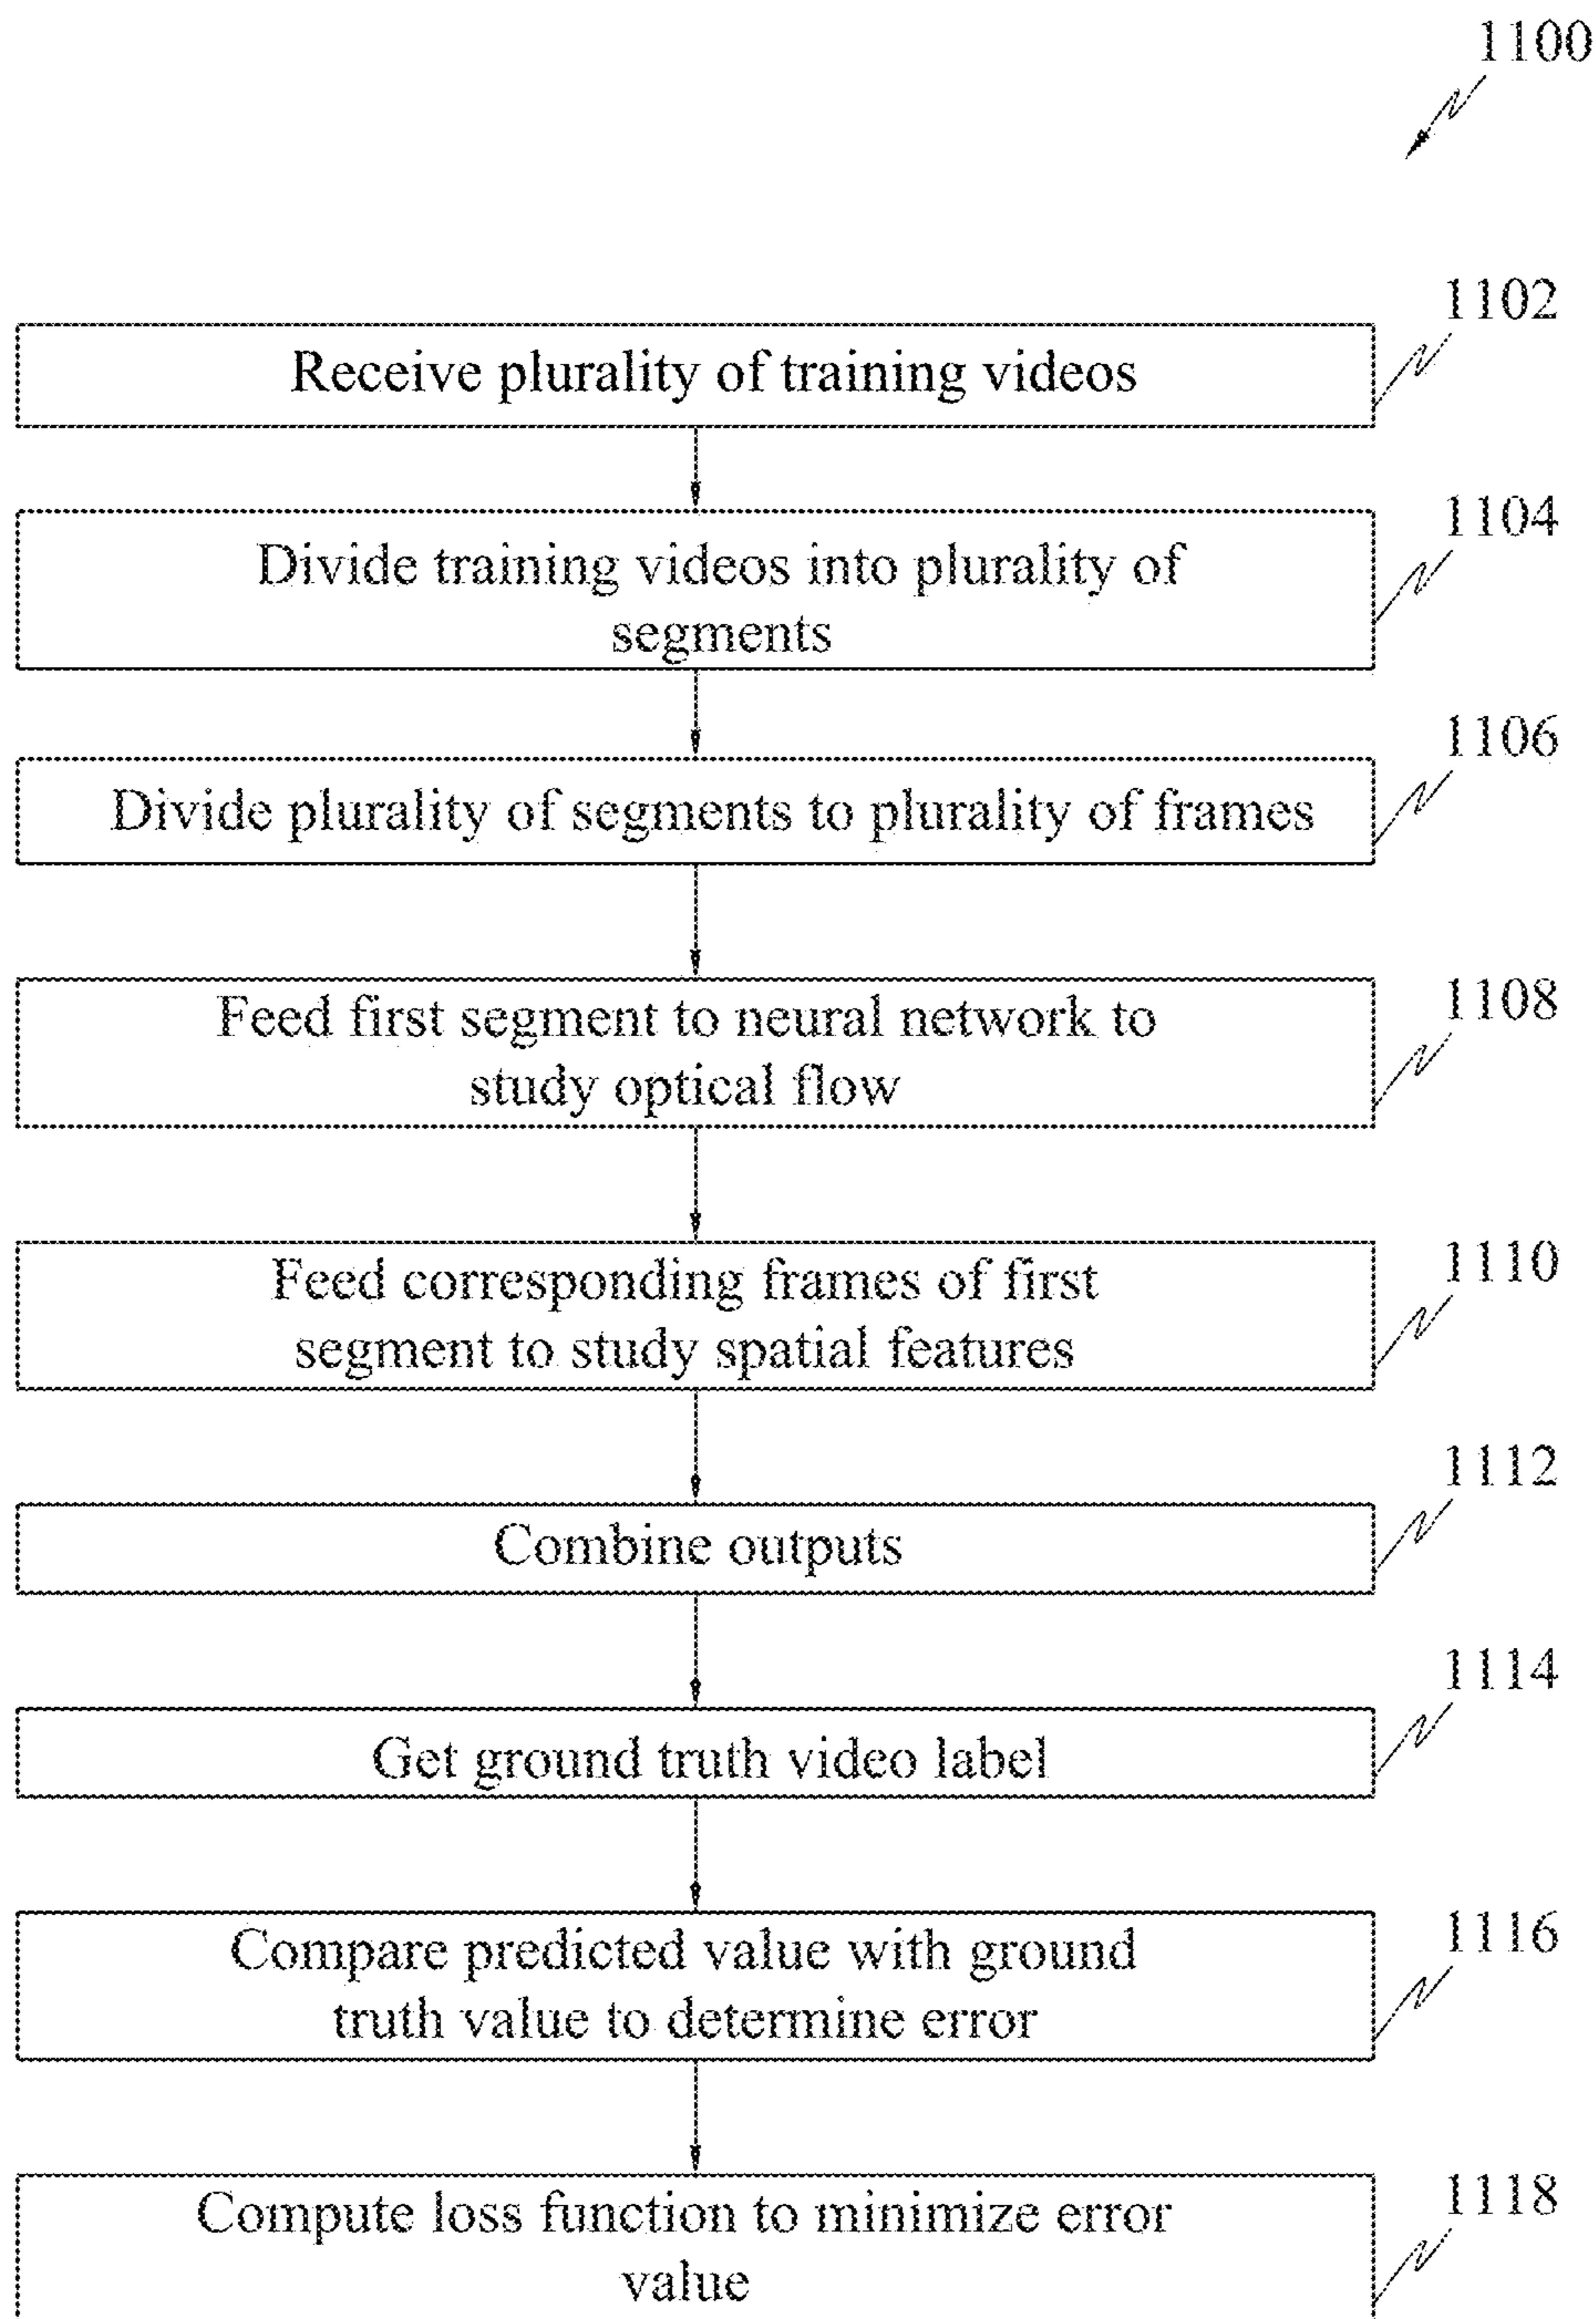 1100
1102
Receive plurality of training videos
1104
Divide training videos into plurality of
segments
1106
Divide plurality of segments to plurality of frames
1108
Feed first segment to neural network to
study optical flow
1110
Feed corresponding frames of first
segment to study spatial features
1112
Combine outputs
1114
Get ground truth video label
1116
Compare predicted value with ground
truth value to determine error
1118
Compute loss function to minimize error
value